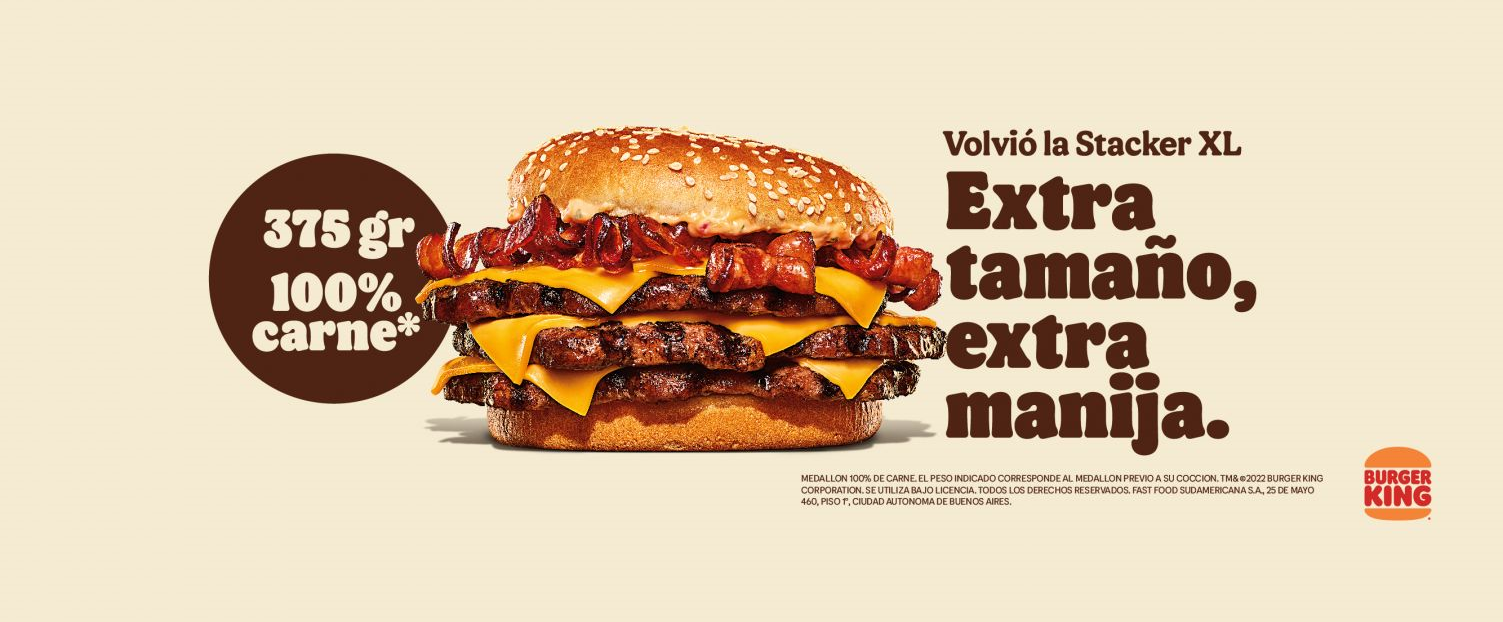 375 gr
100%
carne*
Volvió la Stacker XL
Extra
tamaño,
extra
manija.
MEDALLON 100% DE CARNE. EL PESO INDICADO CORRESPONDE AL MEDALLON PREVIO A SU COCCION. TM&©2022 BURGER KING
CORPORATION. SE UTILIZA BAJO LICENCIA. TODOS LOS DERECHOS RESERVADOS. FAST FOOD SUDAMERICANA S.A., 25 DE MAYO
460, PISO 1°, CIUDAD AUTONOMA DE BUENOS AIRES.
BURGER
KING